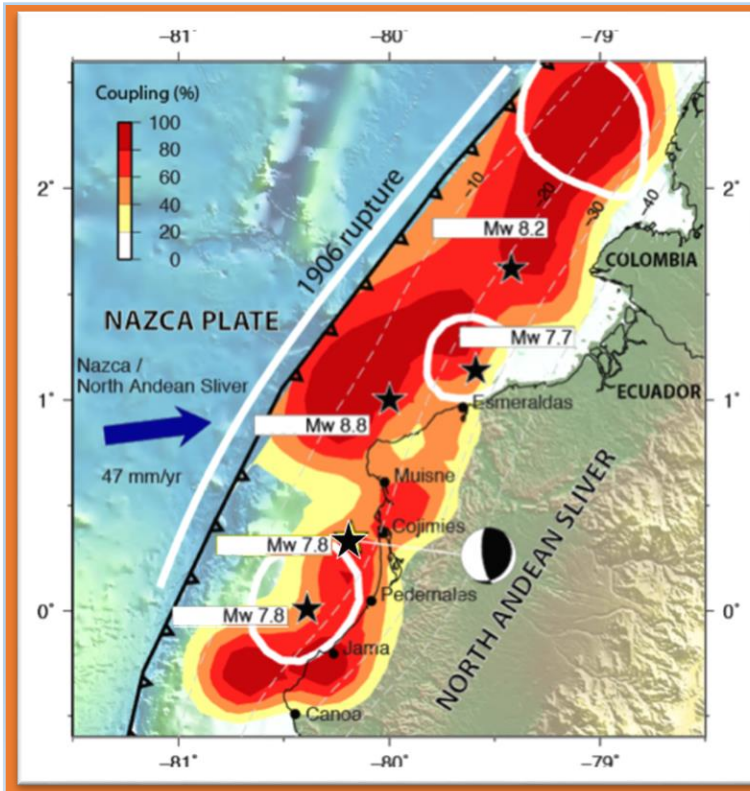 −81° −80° −79°
Coupling (%)
100
80
60
40
20
0
2°
1°
0°
2°
1°
0°
1906 rupture
−10
−20
−30
−40
Mw 8.2
COLOMBIA
NAZCA PLATE
Mw 7.7
Nazca /
North Andean Sliver
ECUADOR
Esmeraldas
Mw 8.8
47 mm/yr
Muisne
Cojimies
Mw 7.8
Pedernalas
Mw 7.8
NORTH ANDEAN SLIVER
Jama
Canoa
−81° −80° −79°